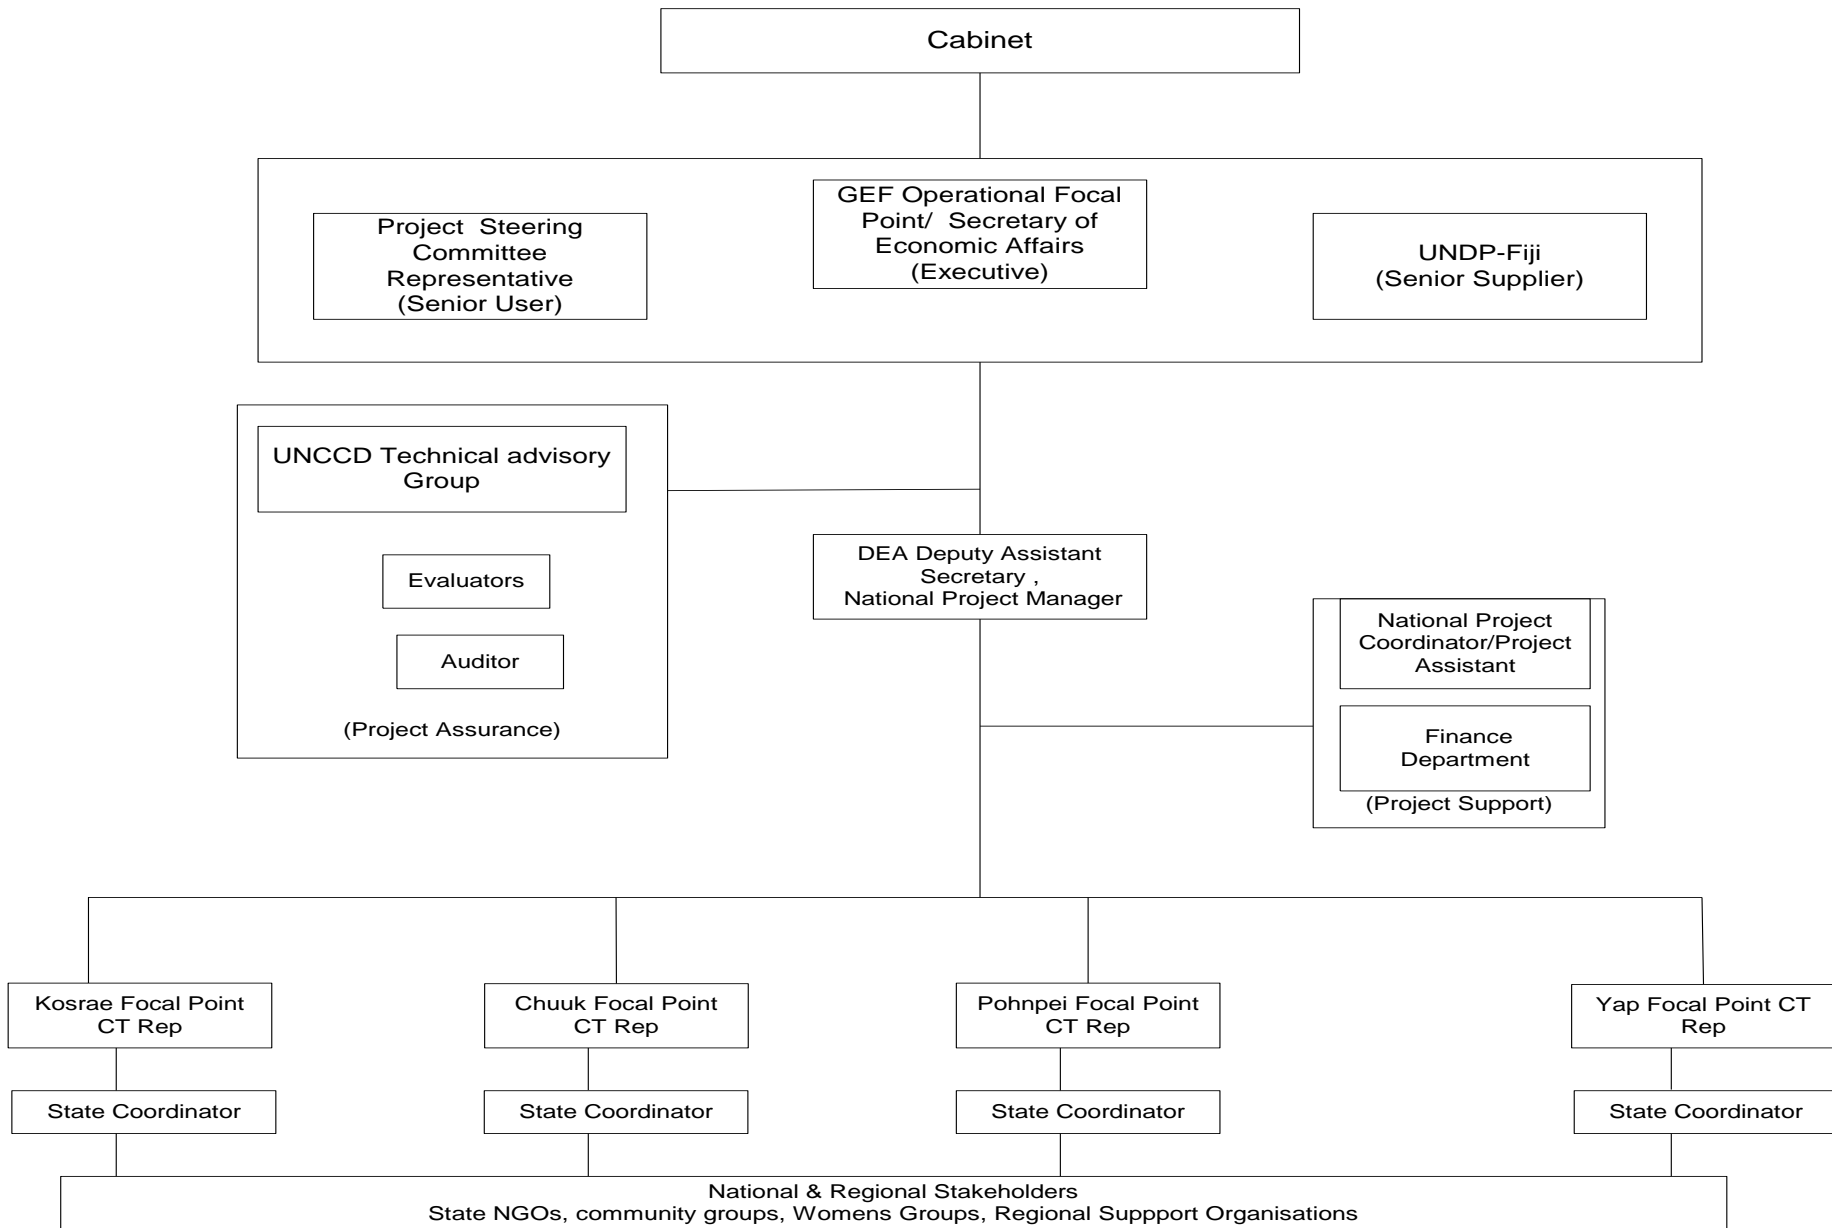 Cabinet
Project Steering
Committee
Representative
(Senior User)
GEF Operational Focal
Point/ Secretary of
Economic Affairs
(Executive)
UNDP-Fiji
(Senior Supplier)
UNCCD Technical advisory
Group
Evaluators
Auditor
(Project Assurance)
DEA Deputy Assistant
Secretary ,
National Project Manager
National Project
Coordinator/Project
Assistant
Finance
Department
(Project Support)
Kosrae Focal Point
CT Rep
Chuuk Focal Point
CT Rep
Pohnpei Focal Point
CT Rep
Yap Focal Point CT
Rep
State Coordinator
State Coordinator
State Coordinator
State Coordinator
National & Regional Stakeholders
State NGOs, community groups, Womens Groups, Regional Suppport Organisations